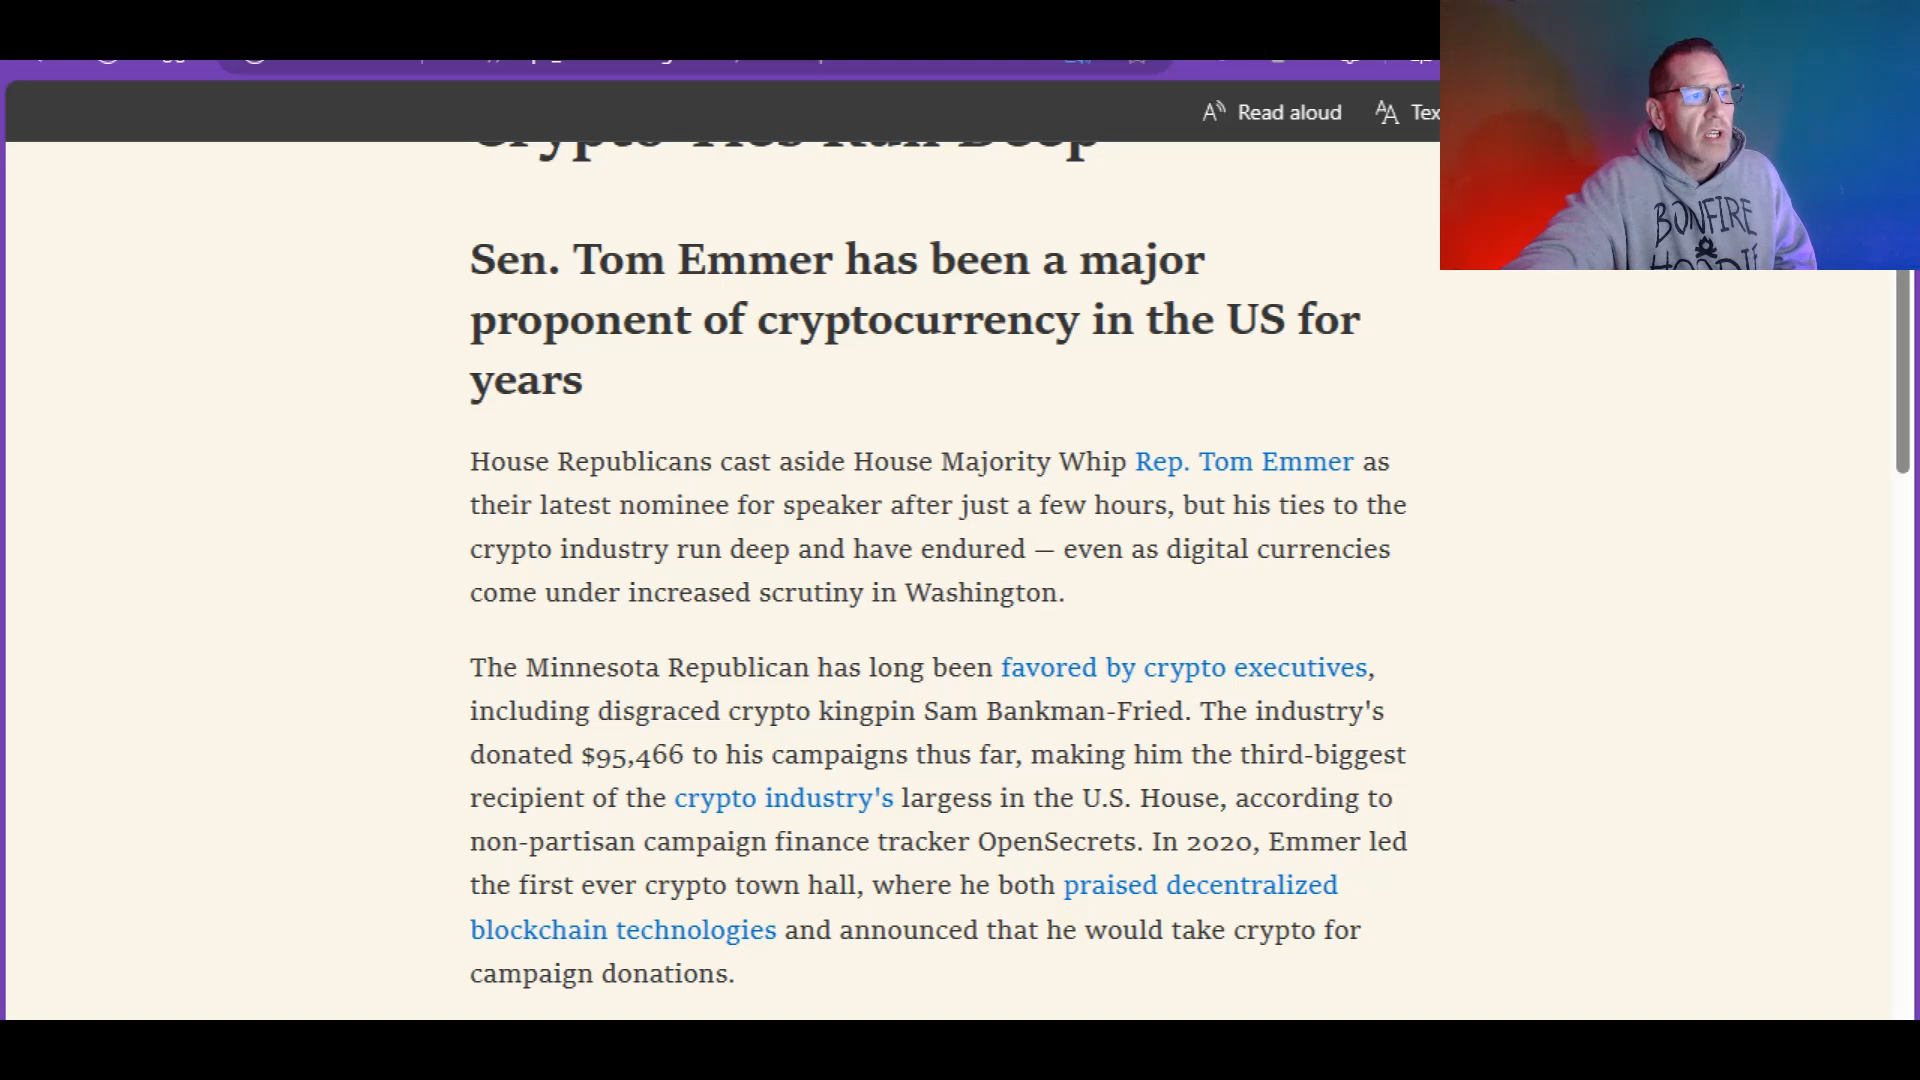 Read aloud
Tex
Crypto Ties Run Deep
Sen. Tom Emmer has been a major
proponent of cryptocurrency in the US for
years
House Republicans cast aside House Majority Whip Rep. Tom Emmer as
their latest nominee for speaker after just a few hours, but his ties to the
crypto industry run deep and have endured — even as digital currencies
come under increased scrutiny in Washington.
The Minnesota Republican has long been favored by crypto executives,
including disgraced crypto kingpin Sam Bankman-Fried. The industry's
donated $95,466 to his campaigns thus far, making him the third-biggest
recipient of the crypto industry's largess in the U.S. House, according to
non-partisan campaign finance tracker OpenSecrets. In 2020, Emmer led
the first ever crypto town hall, where he both praised decentralized
blockchain technologies and announced that he would take crypto for
campaign donations.
BONFIRE
HOODIE